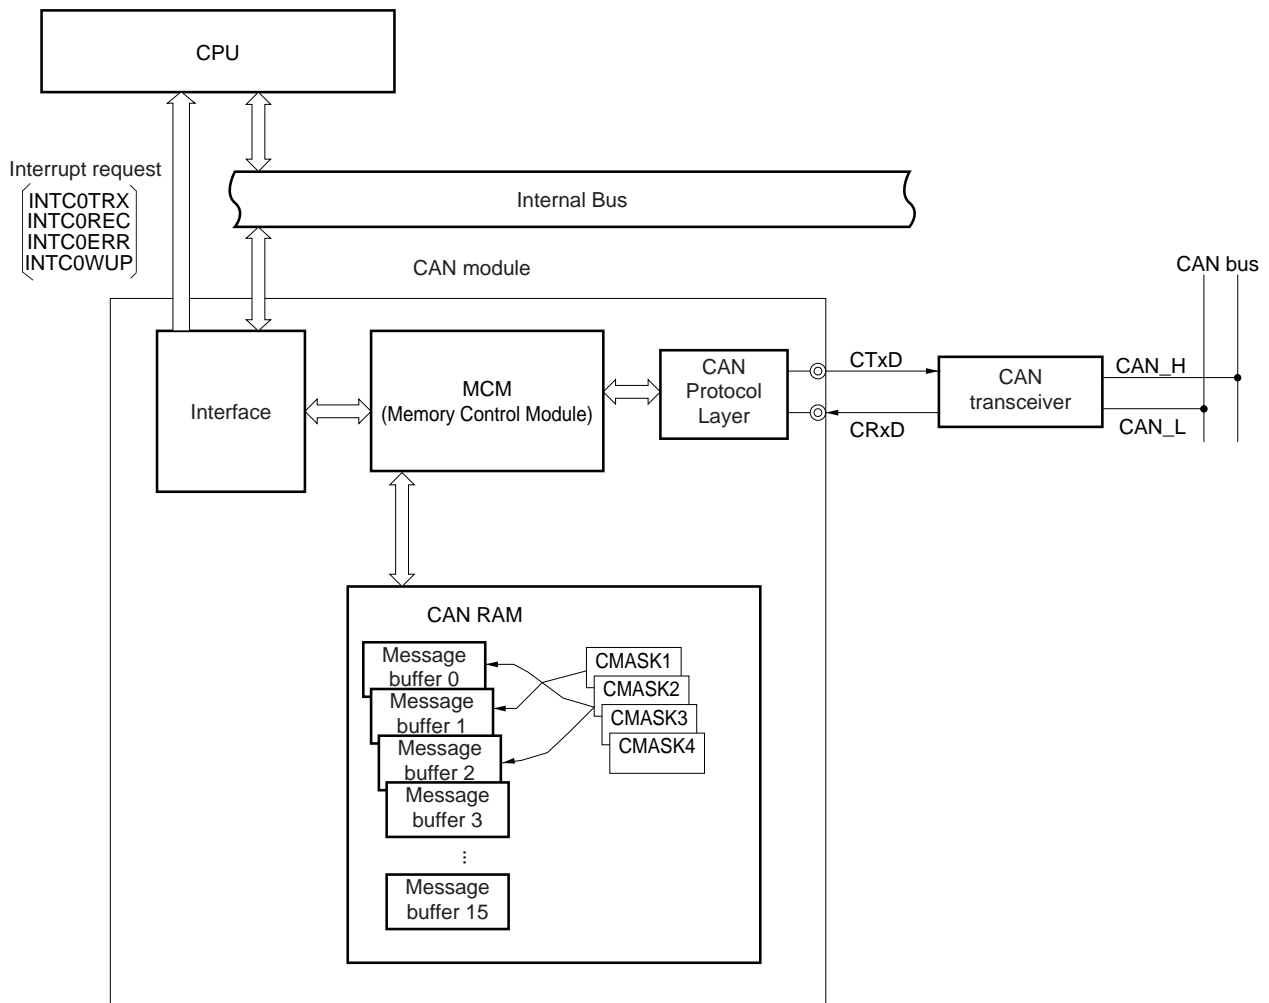 CPU
Interrupt request
INTC0TRX
INTC0REC
INTC0ERR
INTC0WUP
Internal Bus
CAN module
CAN bus
Interface
MCM
(Memory Control Module)
CAN
Protocol
Layer
CTxD
CRxD
CAN
transceiver
CAN_H
CAN_L
CAN RAM
Message
buffer 0
Message
buffer 1
Message
buffer 2
Message
buffer 3
...
Message
buffer 15
CMASK1
CMASK2
CMASK3
CMASK4